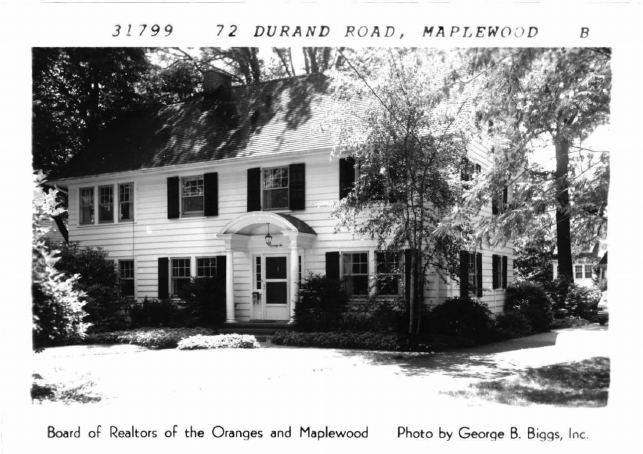 31799 72 DURAND ROAD, MAPLEWOOD B
Board of Realtors of the Oranges and Maplewood Photo by George B. Biggs, Inc.